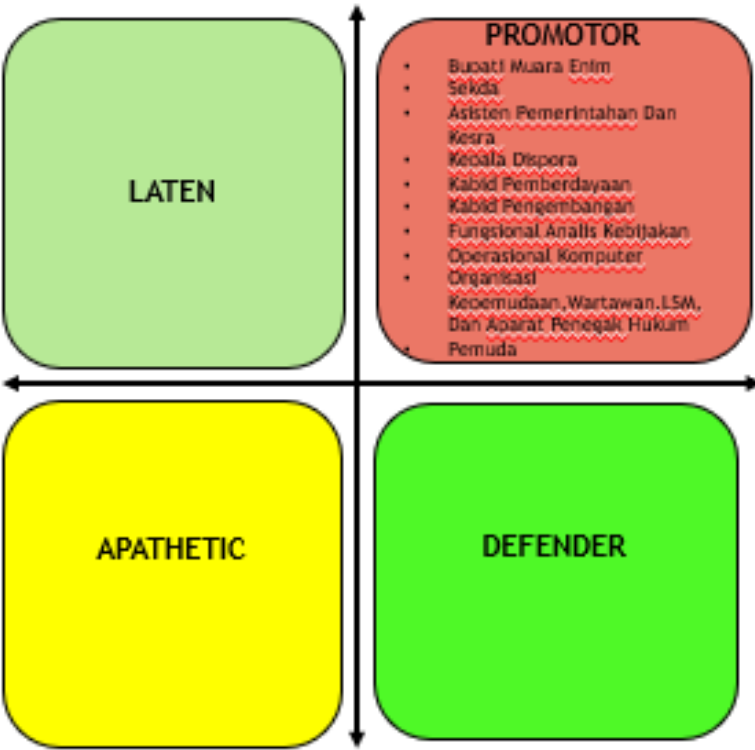 PROMOTOR
• Bupati Muara Enim
• Sekda
• Asisten Pemerintahan Dan
Kesra
• Kepala Dispora
• Kabid Pemberdayaan
• Kabid Pengembangan
• Fungsional Analis Kebijakan
• Operasional Komputer
• Organisasi
Kepemudaan,Wartawan.LSM,
Dan Aparat Penegak Hukum
• Pemuda
LATEN
APATHETIC
DEFENDER